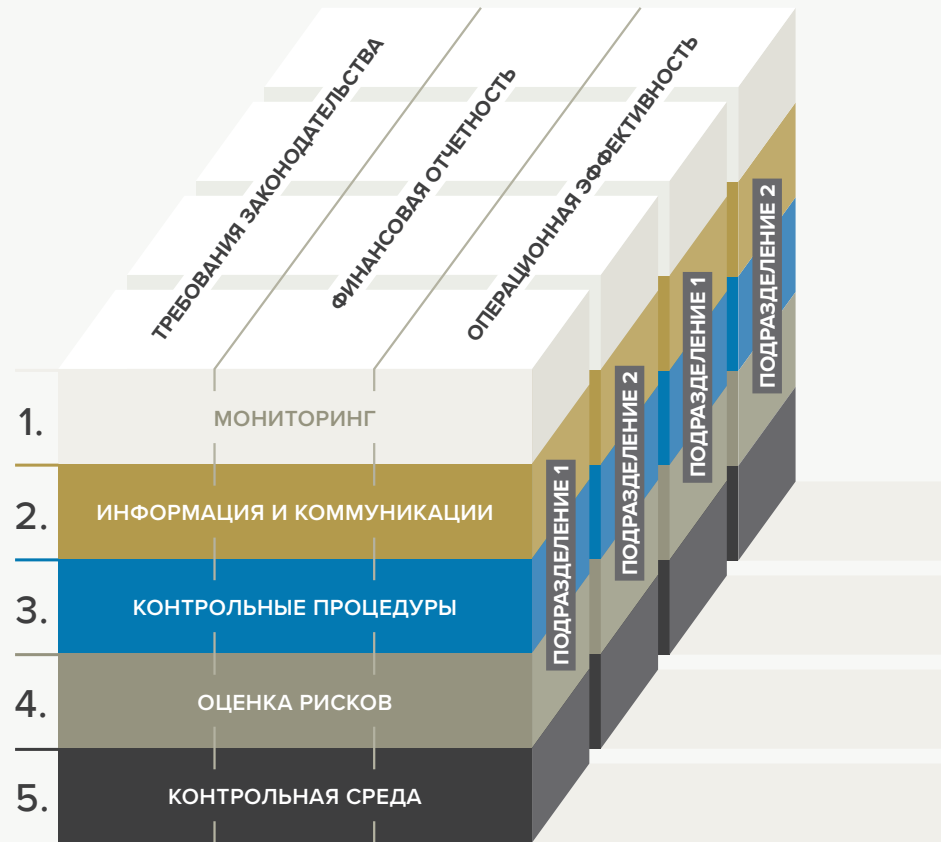 ТРЕБОВАНИЯ ЗАКОНОДАТЕЛЬСТВА
ФИНАНСОВАЯ ОТЧЕТНОСТЬ
ОПЕРАЦИОННАЯ ЭФФЕКТИВНОСТЬ
1.
МОНИТОРИНГ
2.
ИНФОРМАЦИЯ И КОММУНИКАЦИИ
3.
КОНТРОЛЬНЫЕ ПРОЦЕДУРЫ
4.
ОЦЕНКА РИСКОВ
5.
КОНТРОЛЬНАЯ СРЕДА
ПОДРАЗДЕЛЕНИЕ 1
ПОДРАЗДЕЛЕНИЕ 2
ПОДРАЗДЕЛЕНИЕ 1
ПОДРАЗДЕЛЕНИЕ 2